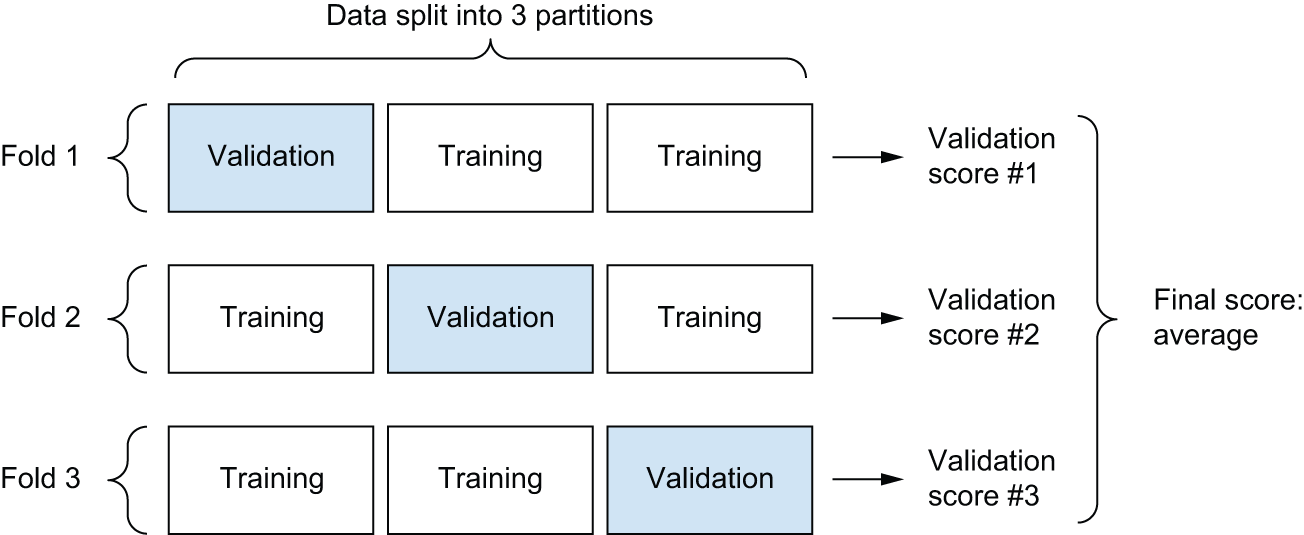 Data split into 3 partitions
Fold 1
Validation
Training
Training
Validation
score #1
Fold 2
Training
Validation
Training
Validation
score #2
Final score:
average
Fold 3
Training
Training
Validation
Validation
score #3